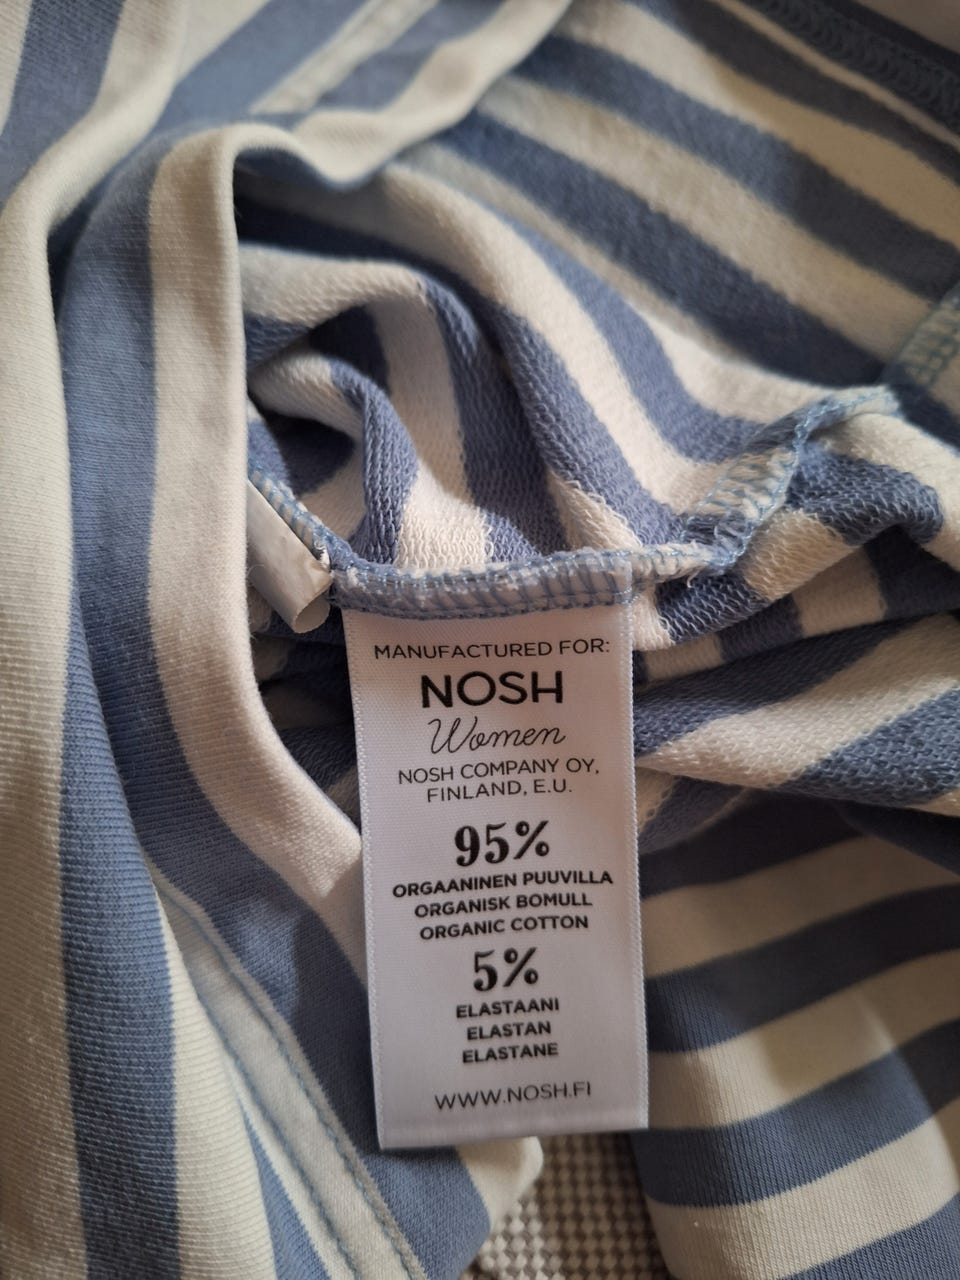 MANUFACTURED FOR:
NOSH
Women
NOSH COMPANY OY,
FINLAND, E.U.
95%
ORGAANINEN PUUVILLA
ORGANISK BOMULL
ORGANIC COTTON
5%
ELASTAANI
ELASTAN
ELASTANE
WWW.NOSH.FI